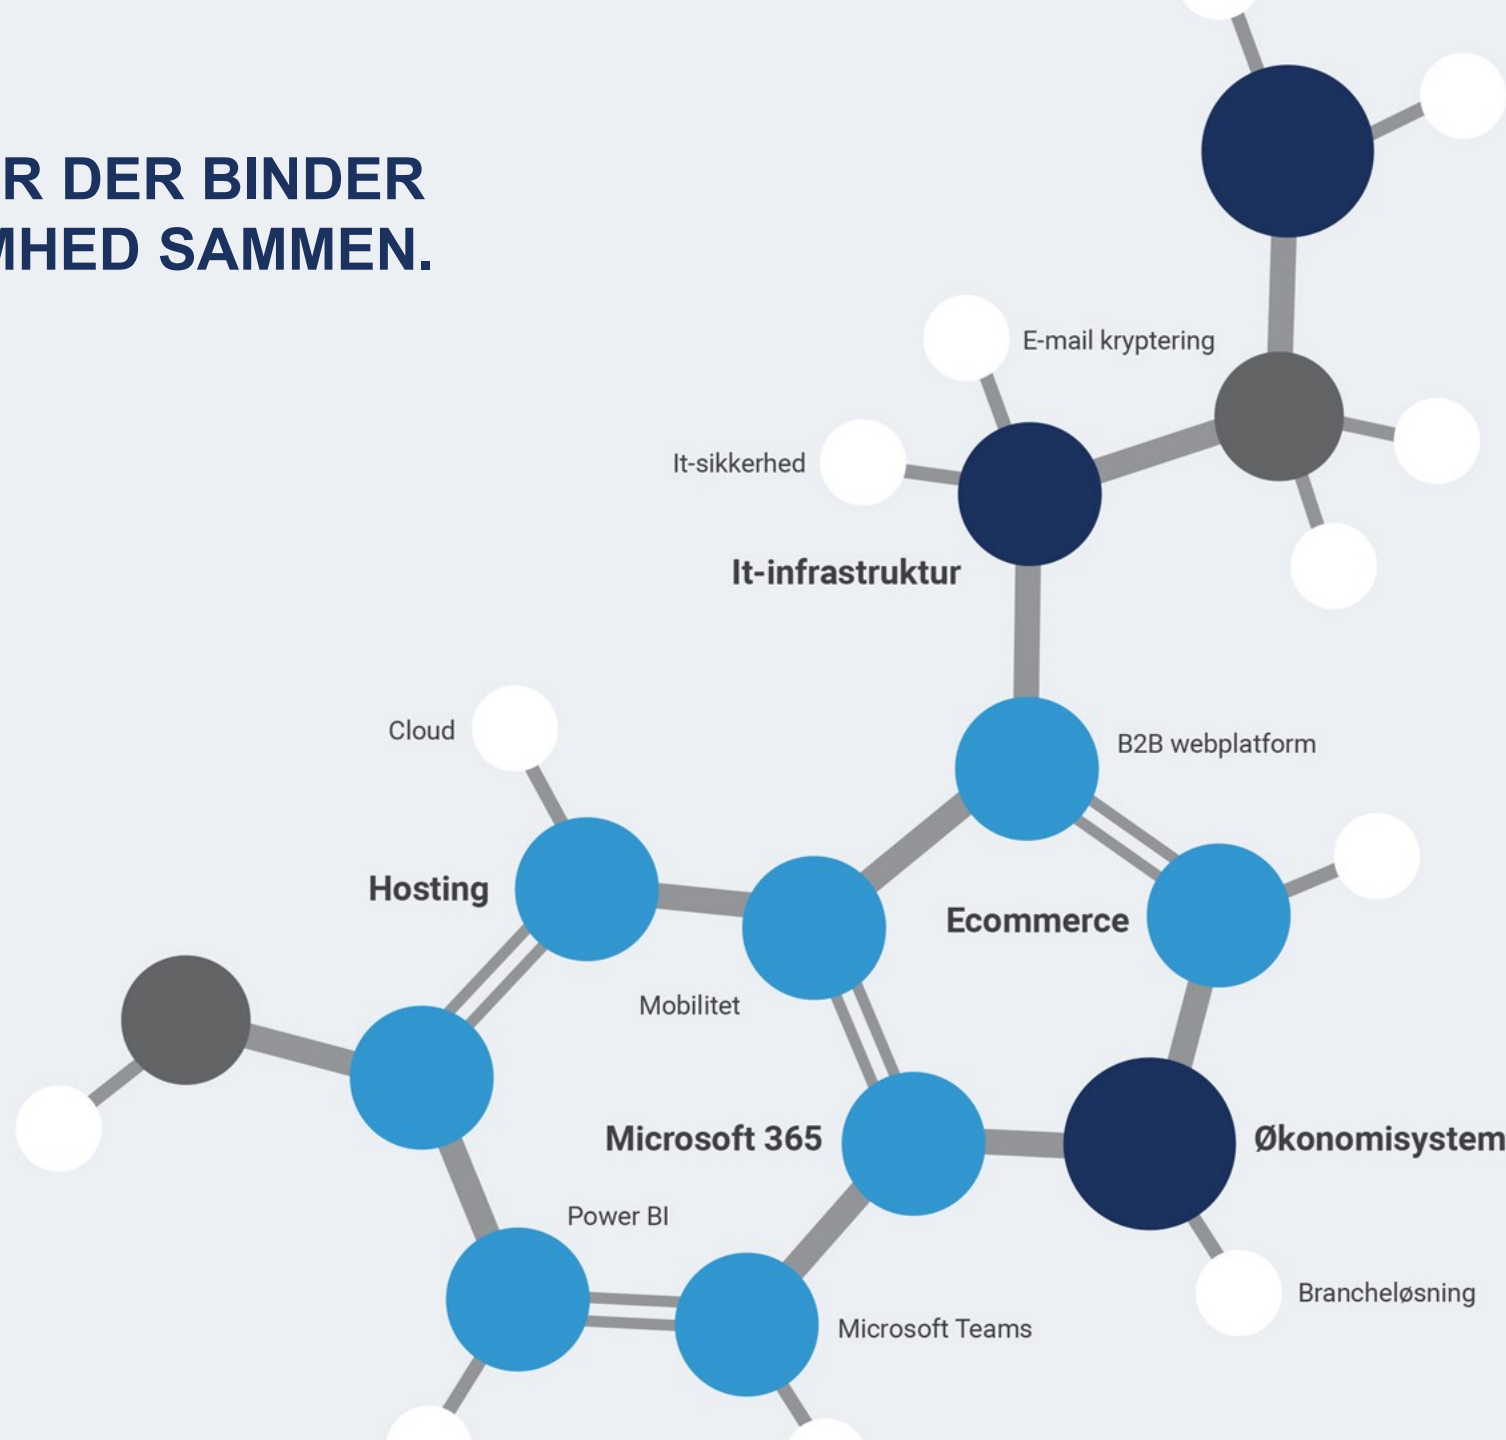 R DER BINDER
MHED SAMMEN.
E-mail kryptering
It-sikkerhed
It-infrastruktur
Cloud
B2B webplatform
Hosting
Ecommerce
Mobilitet
Microsoft 365
Økonomisystem
Power BI
Brancheløsning
Microsoft Teams